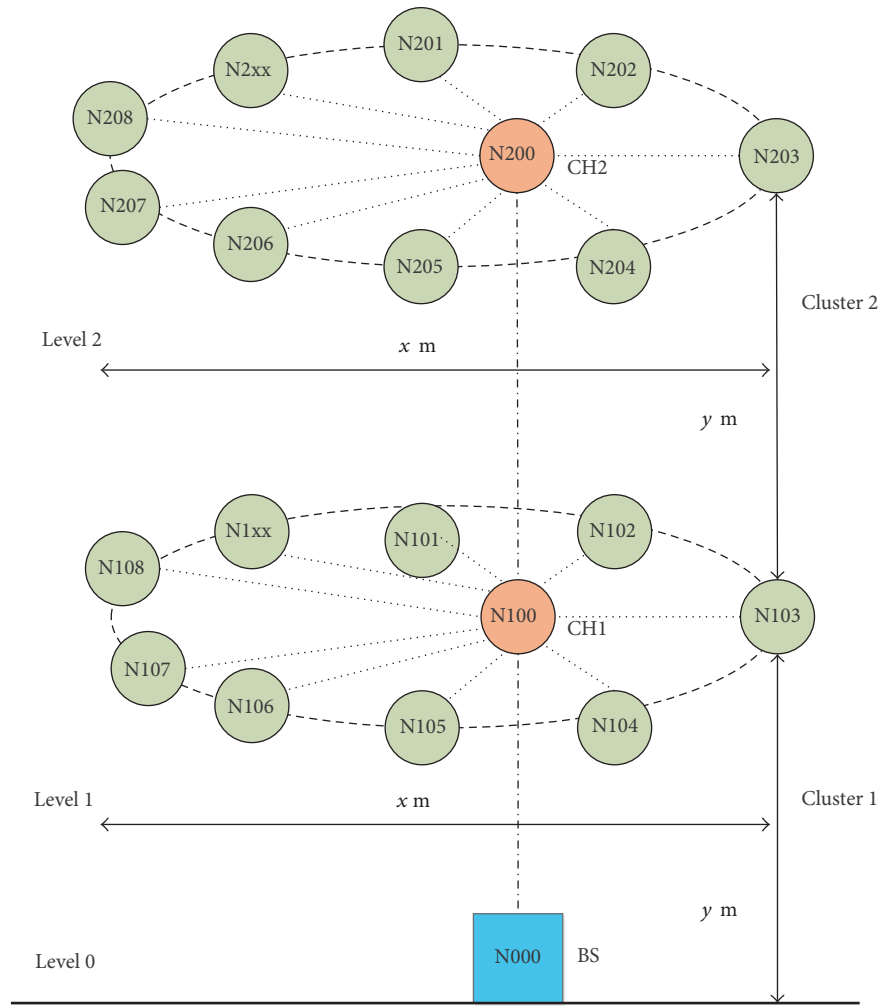 N201
N2xx
N202
N208
N200
N203
CH2
N207
N206
N205
N204
Cluster 2
Level 2
x m
y m
N1xx
N101
N102
N108
N100
N103
CH1
N107
N106
N105
N104
Level 1
x m
Cluster 1
y m
Level 0
N000
BS